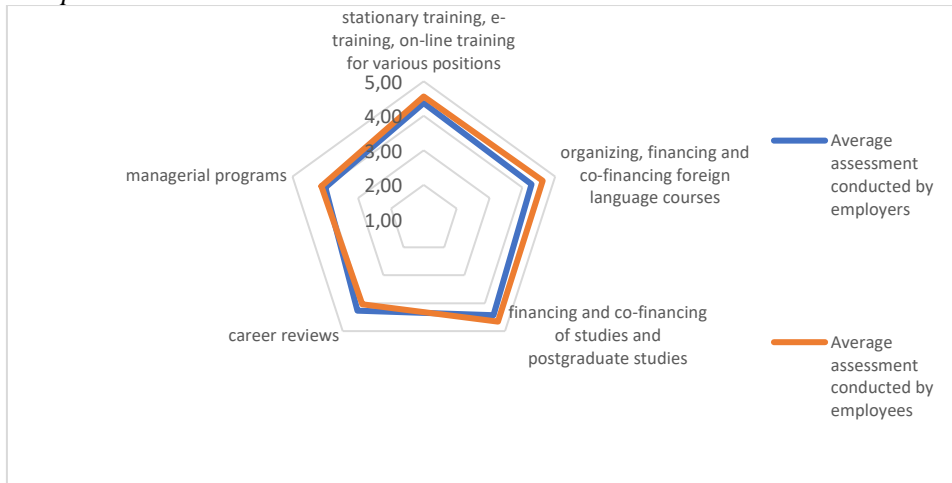 stationary training, e-
training, on-line training
for various positions
5,00
4,00
3,00
2,00
1,00
organizing, financing and
co-financing foreign
language courses
financing and co-financing
of studies and
postgraduate studies
career reviews
managerial programs
Average
assessment
conducted by
employers
Average
assessment
conducted by
employees